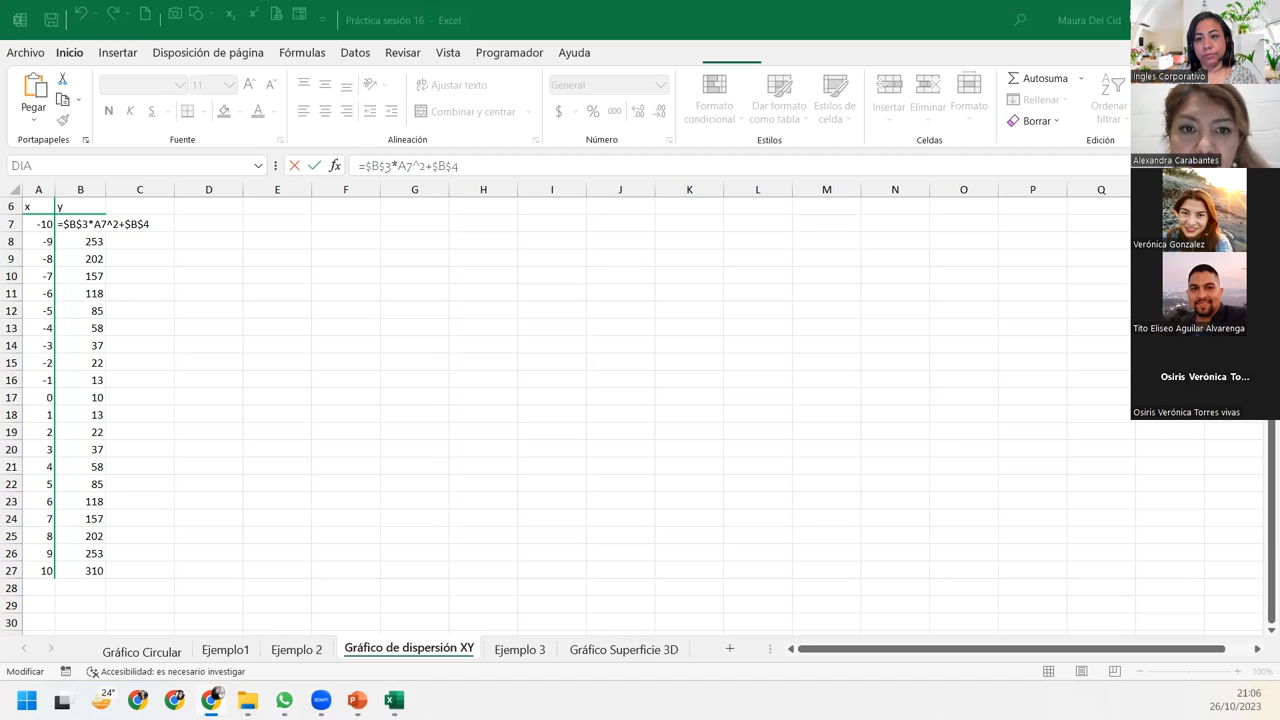 Práctica sesión 16 - Excel
Maura Del Cid
Archivo Inicio Insertar Disposición de página Fórmulas Datos Revisar Vista Programador Ayuda
Pegar
11
General
N K S
Ajustar texto
Combinar y centrar
$ % 000
Formato condicional
Dar formato como tabla
Estilos de celda
Insertar
Eliminar
Formato
Autosuma
Rellenar
Borrar
Ordenar
filtrar
Portapapeles Fuente Alineación Número Estilos Celdas Edición
DIA
fx
=$B$3*A7^2+$B$4
A B C D E F G H I J K L M N O P Q
6 x y
7 -10 =$B$3*A7^2+$B$4
8 -9 253
9 -8 202
10 -7 157
11 -6 118
12 -5 85
13 -4 58
14 -3 37
15 -2 22
16 -1 13
17 0 10
18 1 13
19 2 22
20 3 37
21 4 58
22 5 85
23 6 118
24 7 157
25 8 202
26 9 253
27 10 310
28
29
30
Ingles Corporativo
Alexandra Carabantes
Verónica Gonzalez
Tito Eliseo Aguilar Alvarenga
Osiris Verónica To...
Osiris Verónica Torres vivas
Gráfico Circular Ejemplo1 Ejemplo 2 Gráfico de dispersión XY Ejemplo 3 Gráfico Superficie 3D
Modificar
Accesibilidad: es necesario investigar
100%
24°
zoom
21:06
26/10/2023